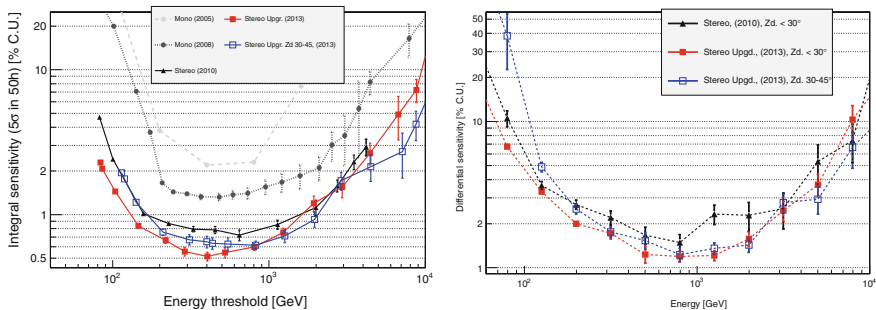 Integral sensitivity (5σ in 50h) [% C.U.]
20
10
2
1
0.5
Mono (2005)
Stereo Upgr. (2013)
Mono (2008)
Stereo Upgr. Zd 30-45, (2013)
Stereo (2010)
10²
10³
10⁴
Energy threshold [GeV]
Differential sensitivity [% C.U.]
50
40
30
20
10
2
1
Stereo, (2010), Zd. < 30°
Stereo Upgd., (2013), Zd. < 30°
Stereo Upgd., (2013), Zd. 30-45°
10²
10³
10⁴
Energy [GeV]